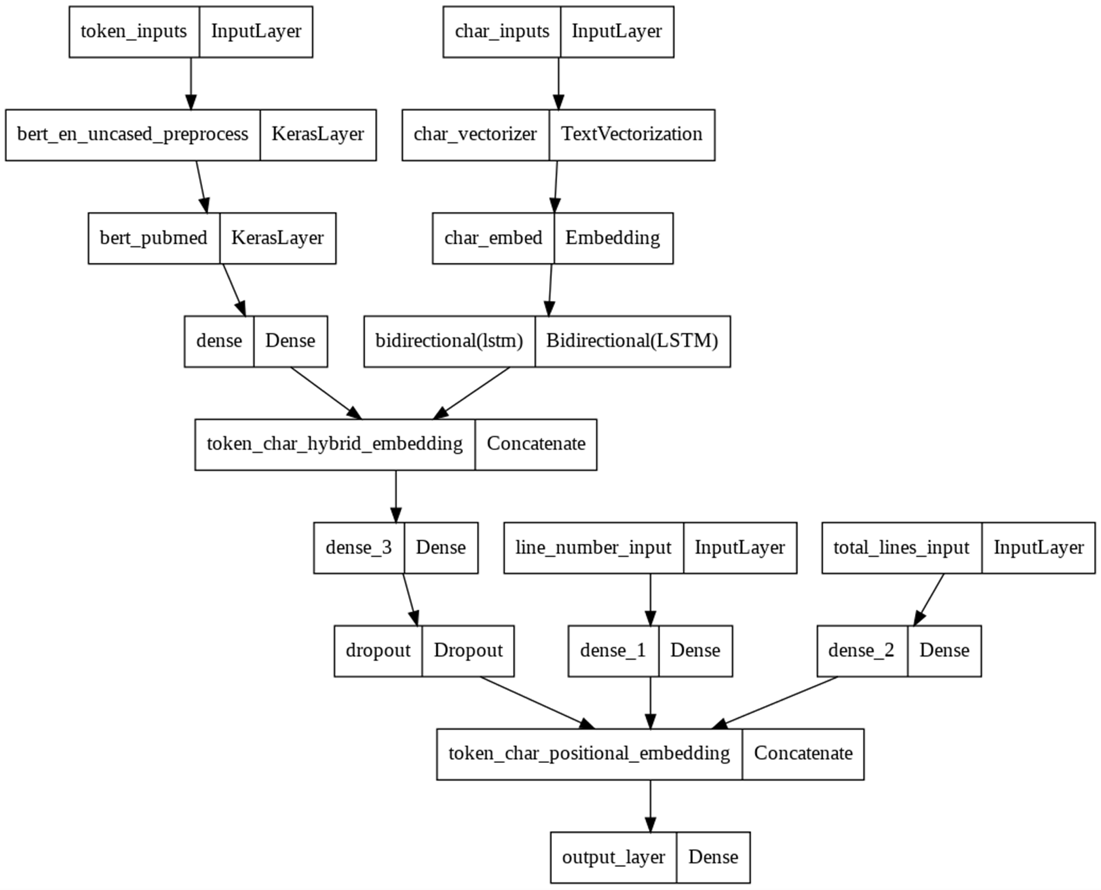 token_inputs InputLayer char_inputs InputLayer
bert_en_uncased_preprocess KerasLayer char_vectorizer TextVectorization
bert_pubmed KerasLayer char_embed Embedding
dense Dense bidirectional(lstm) Bidirectional(LSTM)
token_char_hybrid_embedding Concatenate
dense_3 Dense line_number_input InputLayer total_lines_input InputLayer
dropout Dropout dense_1 Dense dense_2 Dense
token_char_positional_embedding Concatenate
output_layer Dense